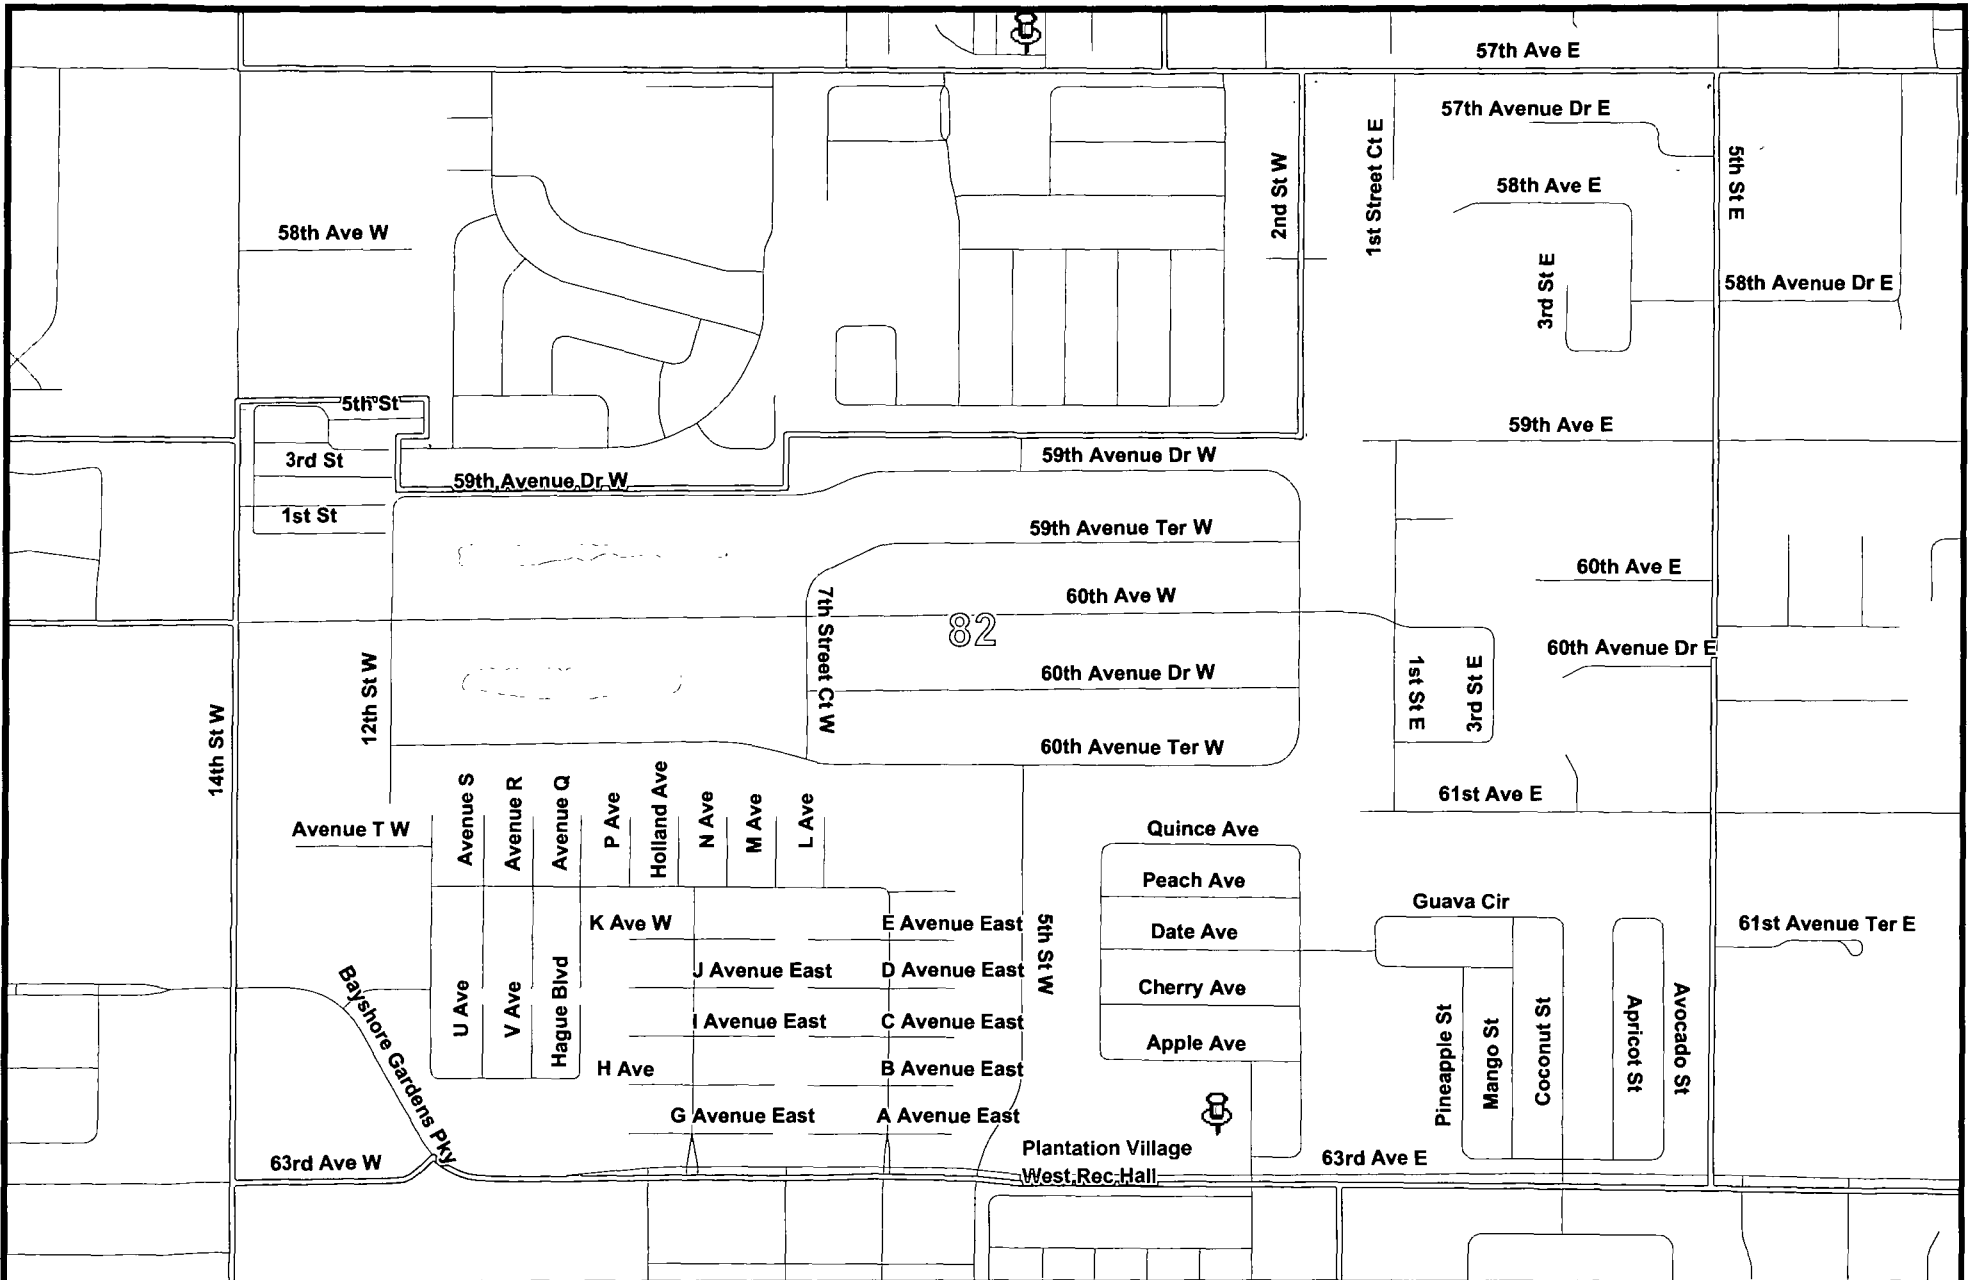 57th Ave E
57th Avenue Dr E
1st Street Ct E
2nd St W
5th St E
58th Ave E
58th Ave W
3rd St E
58th Avenue Dr E
5th St
59th Ave E
3rd St
59th Avenue Dr W
59th Avenue Dr W
1st St
59th Avenue Ter W
60th Ave E
60th Ave W
7th Street Ct W
82
60th Avenue Dr E
12th St W
60th Avenue Dr W
1st St E
3rd St E
14th St W
60th Avenue Ter W
61st Ave E
Avenue S
Avenue R
Avenue Q
P Ave
Holland Ave
N Ave
M Ave
L Ave
Avenue T W
Quince Ave
Peach Ave
Guava Cir
K Ave W
E Avenue East
5th St W
Date Ave
61st Avenue Ter E
J Avenue East
D Avenue East
Cherry Ave
U Ave
V Ave
Hague Blvd
I Avenue East
C Avenue East
Apple Ave
Pineapple St
Mango St
Coconut St
Apricot St
Avocado St
Bayshore Gardens Pky
H Ave
B Avenue East
G Avenue East
A Avenue East
Plantation Village
West Rec Hall
63rd Ave W
63rd Ave E